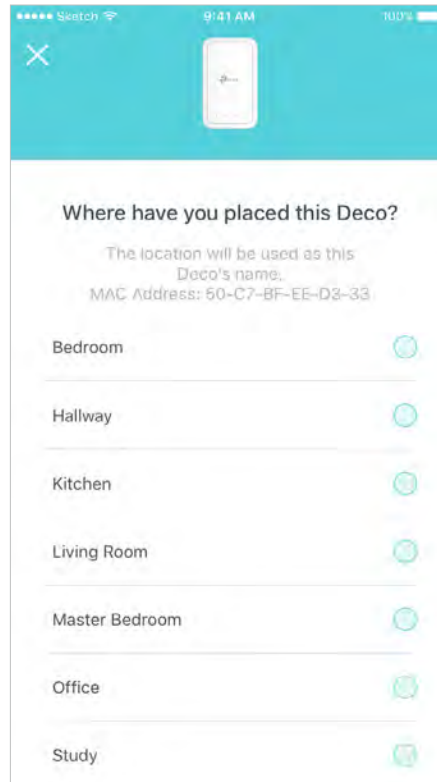 Sketch 9:41 AM 100%
Where have you placed this Deco?
The location will be used as this
Deco's name.
MAC Address: 50-C7-BF-EE-D3-33
Bedroom
Hallway
Kitchen
Living Room
Master Bedroom
Office
Study